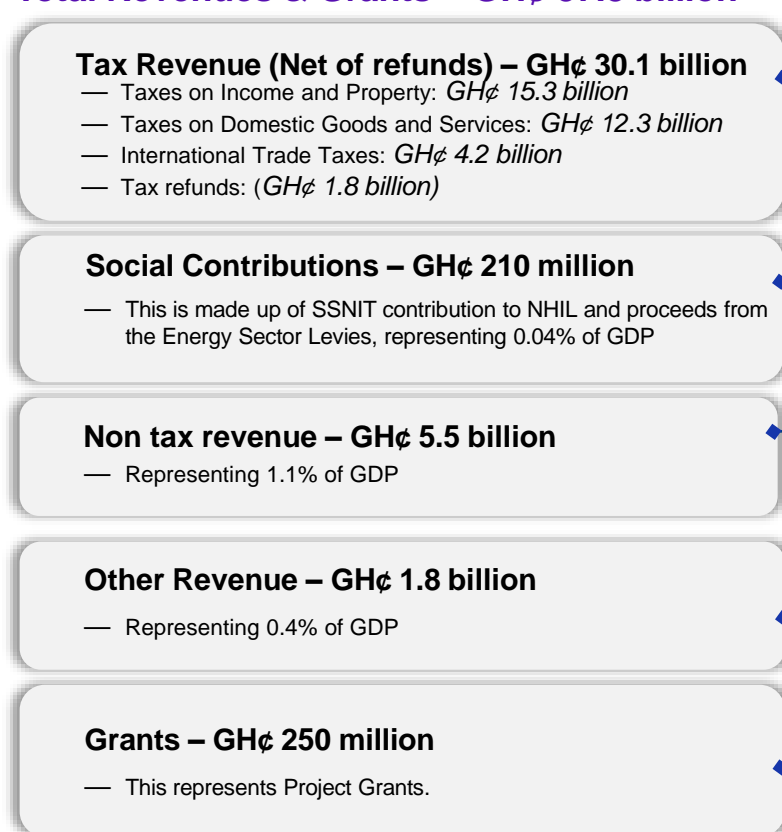 Tax Revenue (Net of refunds) – GH¢ 30.1 billion
— Taxes on Income and Property: GH¢ 15.3 billion
— Taxes on Domestic Goods and Services: GH¢ 12.3 billion
— International Trade Taxes: GH¢ 4.2 billion
— Tax refunds: (GH¢ 1.8 billion)
Social Contributions – GH¢ 210 million
— This is made up of SSNIT contribution to NHIL and proceeds from
the Energy Sector Levies, representing 0.04% of GDP
Non tax revenue – GH¢ 5.5 billion
— Representing 1.1% of GDP
Other Revenue – GH¢ 1.8 billion
— Representing 0.4% of GDP
Grants – GH¢ 250 million
— This represents Project Grants.